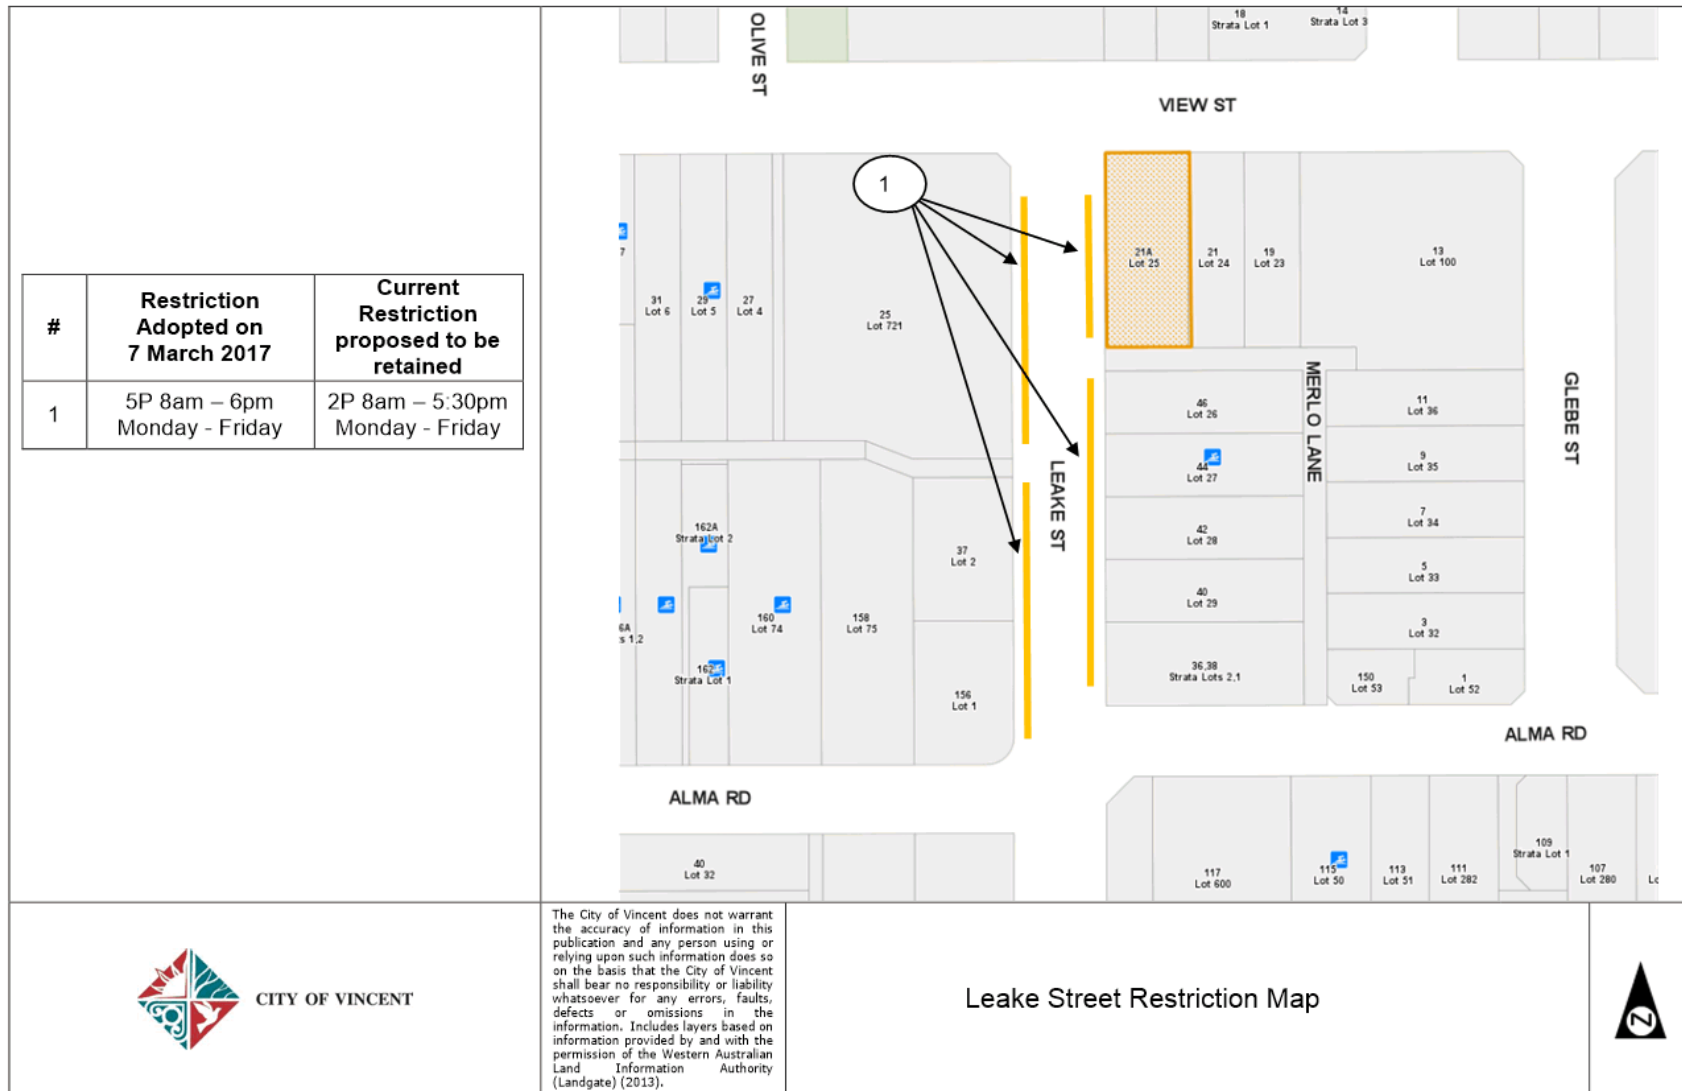 #
Restriction
Adopted on
7 March 2017
Current
Restriction
proposed to be
retained
1
5P 8am – 6pm
Monday - Friday
2P 8am – 5:30pm
Monday - Friday
OLIVE ST
18
Strata Lot 1
14
Strata Lot 3
VIEW ST
1
7
31
Lot 6
29
Lot 5
27
Lot 4
25
Lot 721
21A
Lot 25
21
Lot 24
19
Lot 23
13
Lot 100
MERLO LANE
GLEBE ST
LEAKE ST
46
Lot 26
44
Lot 27
42
Lot 28
40
Lot 29
36,38
Strata Lots 2,1
11
Lot 36
9
Lot 35
7
Lot 34
5
Lot 33
3
Lot 32
150
Lot 53
1
Lot 52
162A
Strata Lot 2
6A
s 1,2
162
Strata Lot 1
160
Lot 74
158
Lot 75
37
Lot 2
156
Lot 1
ALMA RD
ALMA RD
40
Lot 32
117
Lot 600
115
Lot 50
113
Lot 51
111
Lot 282
109
Strata Lot 1
107
Lot 280
CITY OF VINCENT
The City of Vincent does not warrant
the accuracy of information in this
publication and any person using or
relying upon such information does so
on the basis that the City of Vincent
shall bear no responsibility or liability
whatsoever for any errors, faults,
defects or omissions in the
information. Includes layers based on
information provided by and with the
permission of the Western Australian
Land Information Authority
(Landgate) (2013).
Leake Street Restriction Map
N